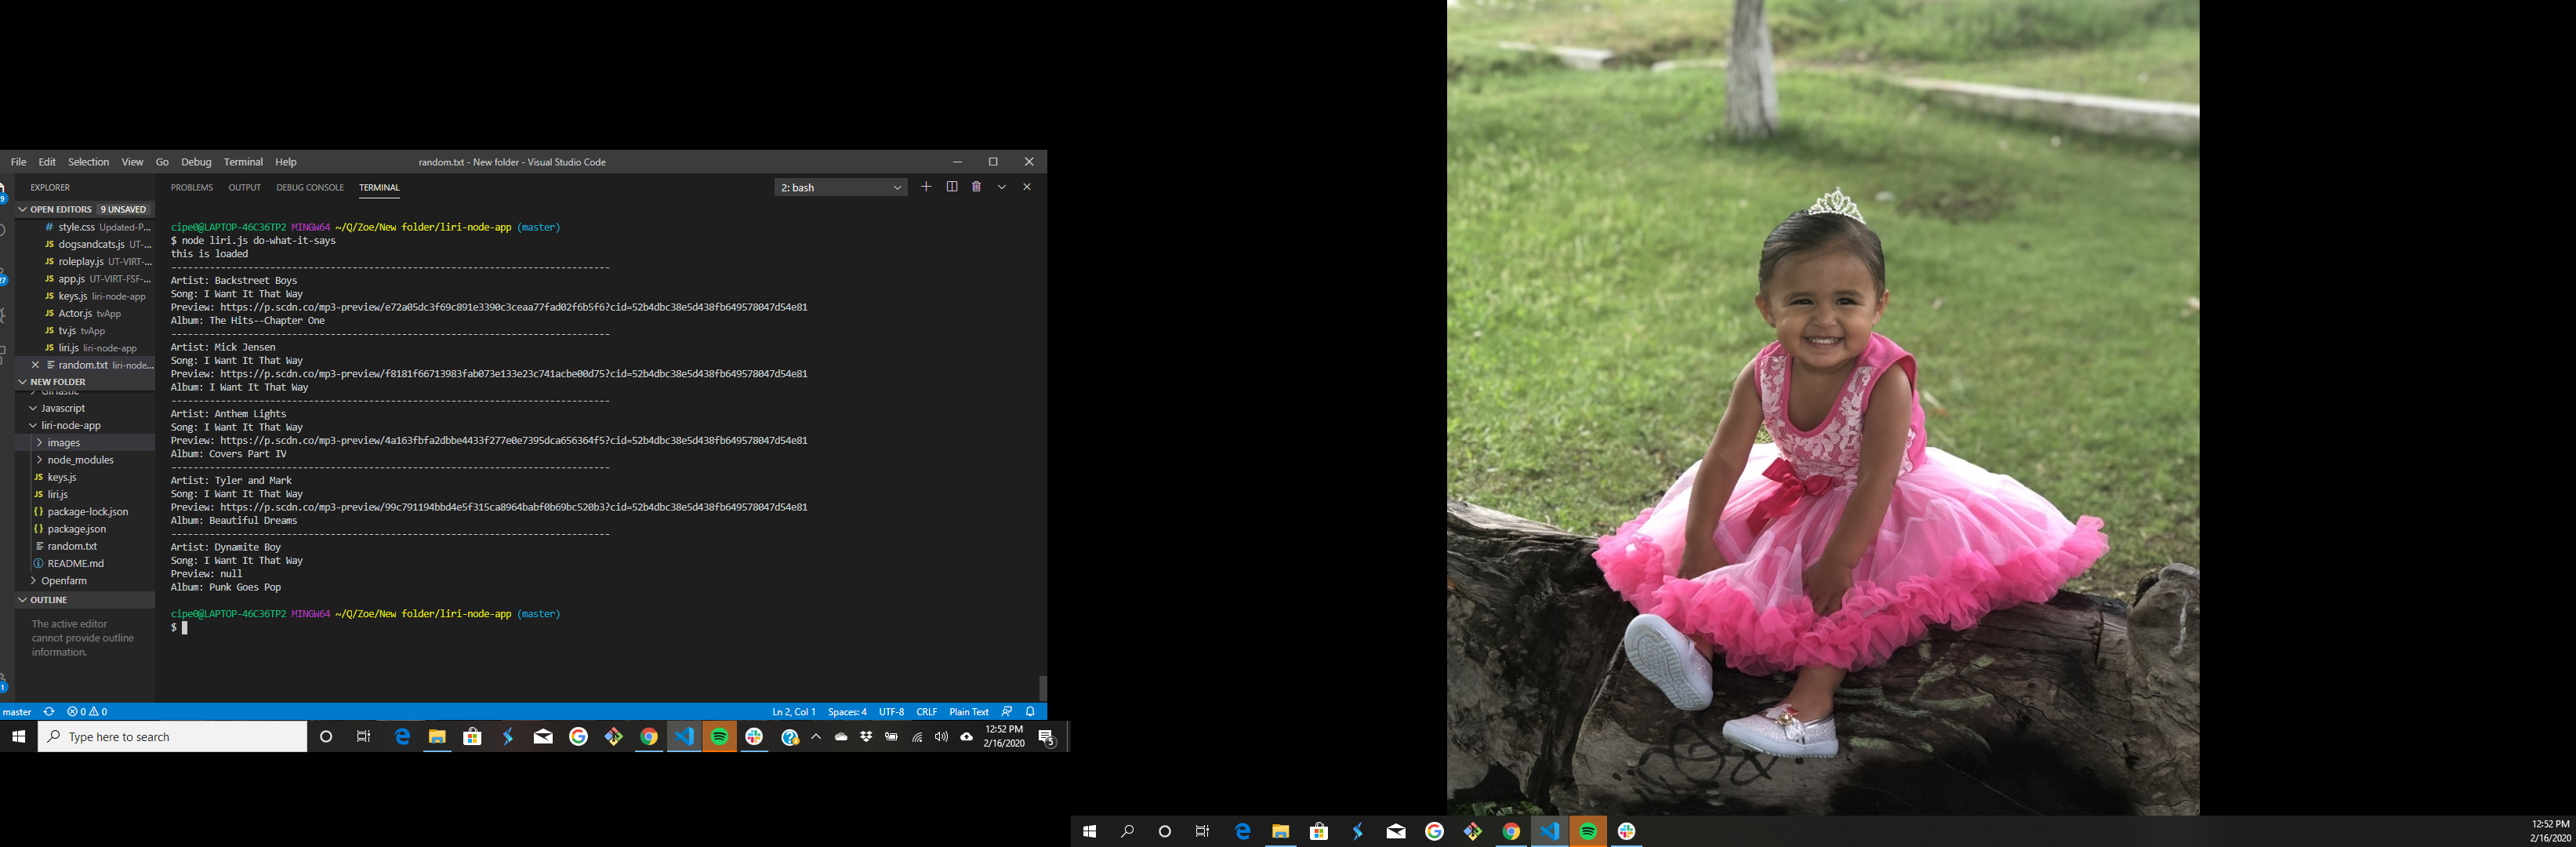 File Edit Selection View Go Debug Terminal Help
random.txt - New folder - Visual Studio Code
EXPLORER
OPEN EDITORS 9 UNSAVED
# style.css Updated-P...
JS dogsandcats.js UT-...
JS roleplay.js UT-VIRT-...
JS app.js UT-VIRT-FSF-...
JS keys.js liri-node-app
JS Actor.js tvApp
JS tv.js tvApp
JS liri.js liri-node-app
random.txt liri-node...
NEW FOLDER
Javascript
liri-node-app
images
node_modules
JS keys.js
JS liri.js
{} package-lock.json
{} package.json
random.txt
README.md
Openfarm
OUTLINE
The active editor
cannot provide outline
information.
PROBLEMS OUTPUT DEBUG CONSOLE TERMINAL
2: bash
cipe0@LAPTOP-46C36TP2 MINGW64 ~/Q/Zoe/New folder/liri-node-app (master)
$ node liri.js do-what-it-says
this is loaded
--------------------------------------------------------------------------------
Artist: Backstreet Boys
Song: I Want It That Way
Preview: https://p.scdn.co/mp3-preview/e72a05dc3f69c891e3390c3ceaa77fad02f6b5f6?cid=52b4dbc38e5d438fb649578047d54e81
Album: The Hits--Chapter One
--------------------------------------------------------------------------------
Artist: Mick Jensen
Song: I Want It That Way
Preview: https://p.scdn.co/mp3-preview/f8181f66713983fab073e133e23c741acbe00d75?cid=52b4dbc38e5d438fb649578047d54e81
Album: I Want It That Way
--------------------------------------------------------------------------------
Artist: Anthem Lights
Song: I Want It That Way
Preview: https://p.scdn.co/mp3-preview/4a163fbfa2dbbe4433f277e0e7395dca656364f5?cid=52b4dbc38e5d438fb649578047d54e81
Album: Covers Part IV
--------------------------------------------------------------------------------
Artist: Tyler and Mark
Song: I Want It That Way
Preview: https://p.scdn.co/mp3-preview/99c791194bbd4e5f315ca8964babf0b69bc520b3?cid=52b4dbc38e5d438fb649578047d54e81
Album: Beautiful Dreams
--------------------------------------------------------------------------------
Artist: Dynamite Boy
Song: I Want It That Way
Preview: null
Album: Punk Goes Pop
cipe0@LAPTOP-46C36TP2 MINGW64 ~/Q/Zoe/New folder/liri-node-app (master)
$
master 0 0
Ln 2, Col 1 Spaces: 4 UTF-8 CRLF Plain Text
Type here to search
12:52 PM
2/16/2020
5
12:52 PM
2/16/2020